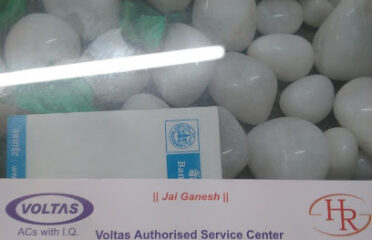 || Jai Ganesh ||
VOLTAS
ACs with I.Q.
Voltas Authorised Service Center
HR